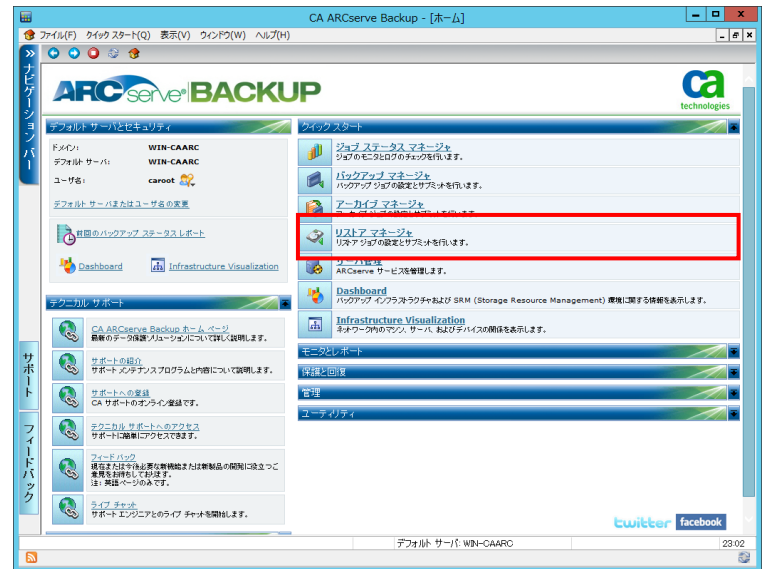 CA ARCserve Backup - [ホーム]
ファイル(F) クイック スタート(Q) 表示(V) ウィンドウ(W) ヘルプ(H)
ナビゲーション バー
サポート
フィードバック
ARCserve® BACKUP
ca
technologies
デフォルト サーバとセキュリティ
ドメイン: WIN-CAARC
デフォルト サーバ: WIN-CAARC
ユーザ名: caroot
デフォルト サーバまたはユーザ名の変更
前回のバックアップ ステータス レポート
Dashboard Infrastructure Visualization
テクニカル サポート
CA ARCserve Backup ホーム ページ
最新のデータ保護ソリューションについて詳しく説明します。
サポートの紹介
サポート メンテナンス プログラムと内容について説明します。
サポートへの登録
CA サポートのオンライン登録です。
テクニカル サポートへのアクセス
サポートに簡単にアクセスできます。
フィードバック
現在または今後必要な新機能または新製品の開発に役立つご
意見をお待ちしております。
注: 英語ページのみです。
ライブ チャット
サポート エンジニアとのライブ チャットを開始します。
クイック スタート
ジョブ ステータス マネージャ
ジョブのモニタとログのチェックを行います。
バックアップ マネージャ
バックアップ ジョブの設定とサブミットを行います。
アーカイブ マネージャ
アーカイブ ジョブの設定とサブミットを行います。
リストア マネージャ
リストア ジョブの設定とサブミットを行います。
サーバ管理
ARCserve サービスを管理します。
Dashboard
バックアップ インフラストラクチャおよび SRM (Storage Resource Management) 環境に関する情報を表示します。
Infrastructure Visualization
ネットワーク内のマシン、サーバ、およびデバイスの関係を表示します。
モニタとレポート
保護と回復
管理
ユーティリティ
twitter facebook
デフォルト サーバ: WIN-CAARC 23:02